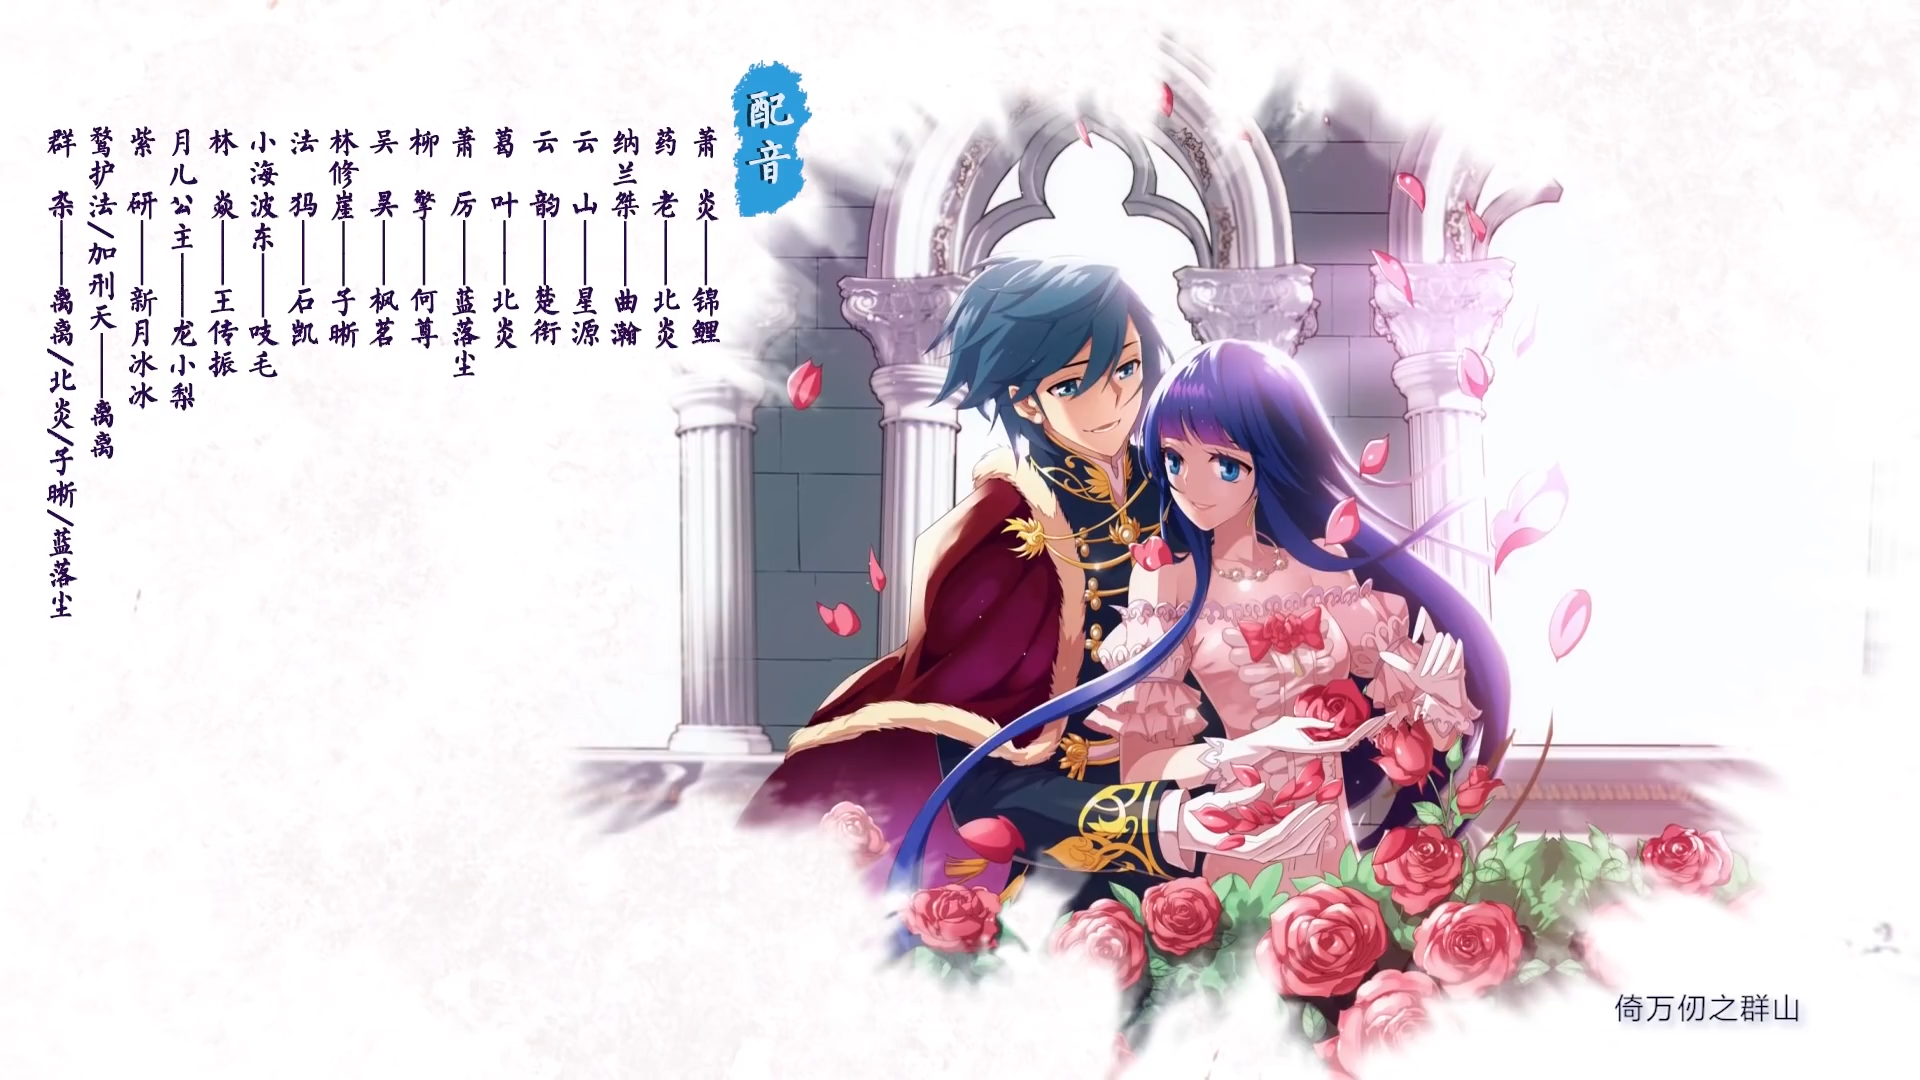 配音
萧炎——锦鲤
药老——北炎
纳兰桀——曲瀚
云山——星源
云韵——楚衔
葛叶——北炎
萧厉——蓝落尘
柳擎——何尊
吴昊——枫茗
林修崖——子晰
法犸——石凯
小海波东——吱毛
林焱——王传振
月儿公主——龙小梨
紫研——新月冰冰
鹜护法/加刑天——离离
群杂——离离/北炎/子晰/蓝落尘
倚万仞之群山